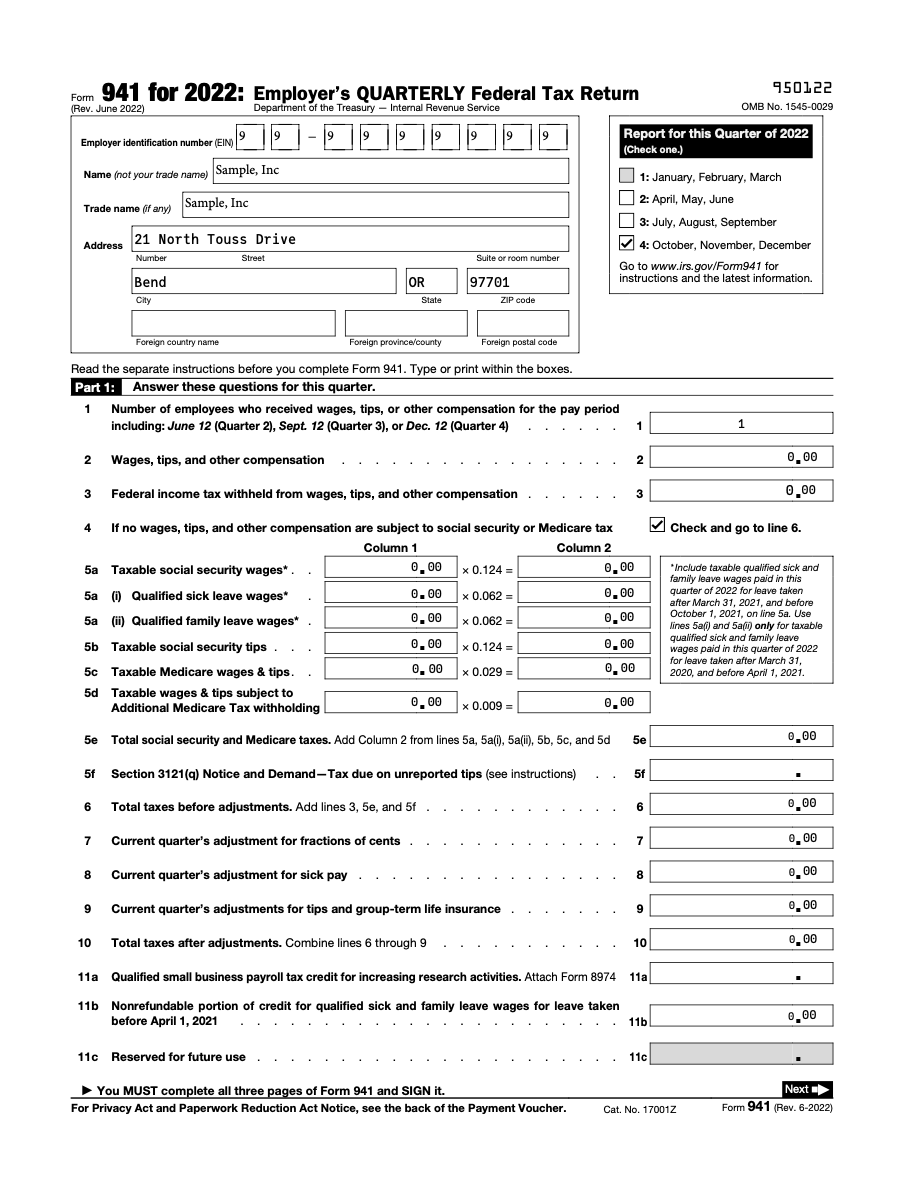 Form 941 for 2022: Employer's QUARTERLY Federal Tax Return 950122
(Rev. June 2022) Department of the Treasury — Internal Revenue Service OMB No. 1545-0029
Employer identification number (EIN) 9 9 – 9 9 9 9 9 9 9
Name (not your trade name) Sample, Inc
Trade name (if any) Sample, Inc
Address 21 North Touss Drive
Number Street Suite or room number
Bend OR 97701
City State ZIP code
Foreign country name Foreign province/county Foreign postal code
Report for this Quarter of 2022
(Check one.)
1: January, February, March
2: April, May, June
3: July, August, September
4: October, November, December
Go to www.irs.gov/Form941 for
instructions and the latest information.
Read the separate instructions before you complete Form 941. Type or print within the boxes.
Part 1: Answer these questions for this quarter.
1 Number of employees who received wages, tips, or other compensation for the pay period
including: June 12 (Quarter 2), Sept. 12 (Quarter 3), or Dec. 12 (Quarter 4) . . . . . . 1 1
2 Wages, tips, and other compensation . . . . . . . . . . . . . . . . . 2 0.00
3 Federal income tax withheld from wages, tips, and other compensation . . . . . . 3 0.00
4 If no wages, tips, and other compensation are subject to social security or Medicare tax Check and go to line 6.
Column 1 Column 2
5a Taxable social security wages* . . 0.00 × 0.124 = 0.00
5a (i) Qualified sick leave wages* . 0.00 × 0.062 = 0.00
5a (ii) Qualified family leave wages* . 0.00 × 0.062 = 0.00
5b Taxable social security tips . . . 0.00 × 0.124 = 0.00
5c Taxable Medicare wages & tips . . 0.00 × 0.029 = 0.00
5d Taxable wages & tips subject to
Additional Medicare Tax withholding 0.00 × 0.009 = 0.00
*Include taxable qualified sick and
family leave wages paid in this
quarter of 2022 for leave taken
after March 31, 2021, and before
October 1, 2021, on line 5a. Use
lines 5a(i) and 5a(ii) only for taxable
qualified sick and family leave
wages paid in this quarter of 2022
for leave taken after March 31,
2020, and before April 1, 2021.
5e Total social security and Medicare taxes. Add Column 2 from lines 5a, 5a(i), 5a(ii), 5b, 5c, and 5d 5e 0.00
5f Section 3121(q) Notice and Demand—Tax due on unreported tips (see instructions) . . 5f .
6 Total taxes before adjustments. Add lines 3, 5e, and 5f . . . . . . . . . . . . 6 0.00
7 Current quarter's adjustment for fractions of cents . . . . . . . . . . . . . 7 0.00
8 Current quarter's adjustment for sick pay . . . . . . . . . . . . . . . . 8 0.00
9 Current quarter's adjustments for tips and group-term life insurance . . . . . . . 9 0.00
10 Total taxes after adjustments. Combine lines 6 through 9 . . . . . . . . . . . 10 0.00
11a Qualified small business payroll tax credit for increasing research activities. Attach Form 8974 11a .
11b Nonrefundable portion of credit for qualified sick and family leave wages for leave taken
before April 1, 2021 . . . . . . . . . . . . . . . . . . . . 11b 0.00
11c Reserved for future use . . . . . . . . . . . . . . . . . . . 11c .
► You MUST complete all three pages of Form 941 and SIGN it. Next ■►
For Privacy Act and Paperwork Reduction Act Notice, see the back of the Payment Voucher. Cat. No. 17001Z Form 941 (Rev. 6-2022)